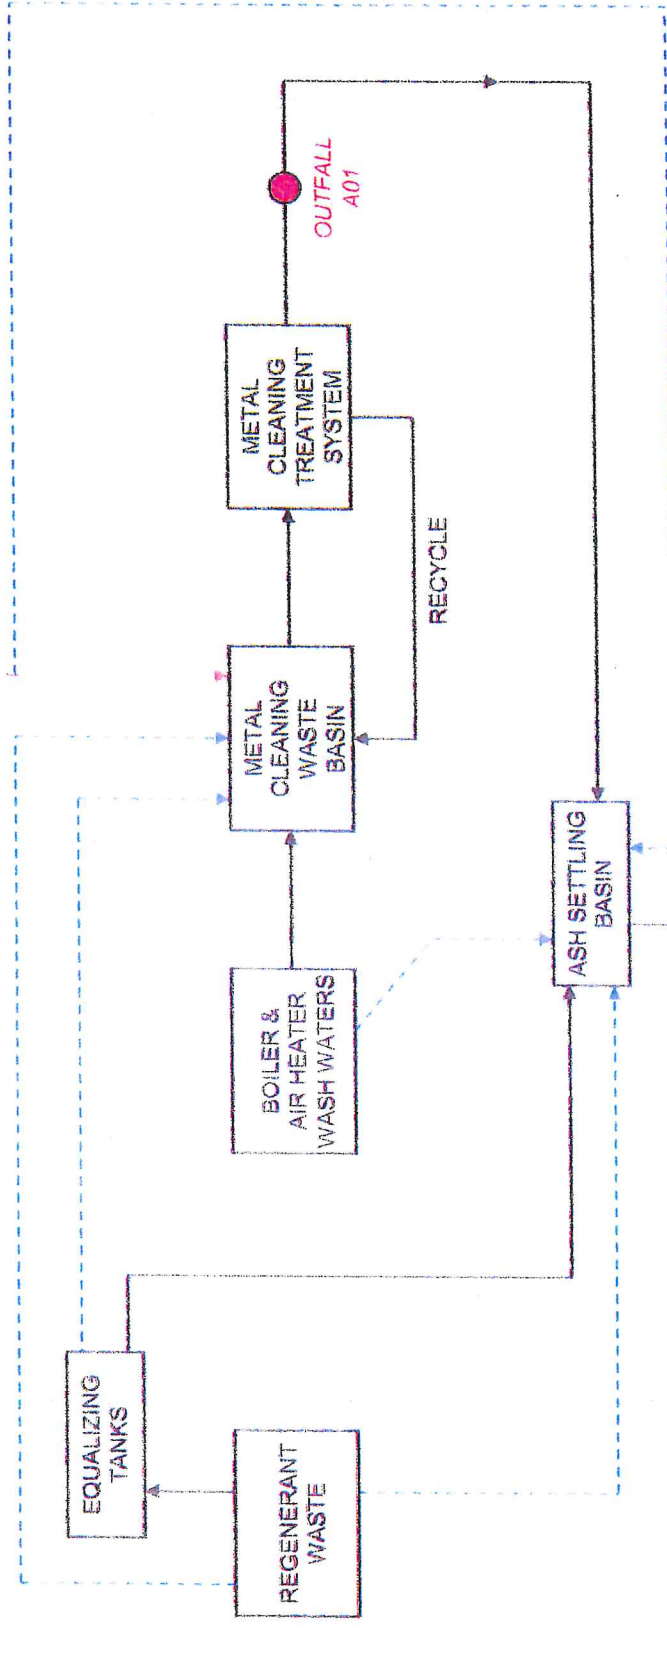 EQUALIZING
TANKS
REGENERANT
WASTE
BOILER &
AIR HEATER
WASH WATERS
METAL
CLEANING
WASTE
BASIN
METAL
CLEANING
TREATMENT
SYSTEM
RECYCLE
OUTFALL
A01
ASH SETTLING
BASIN